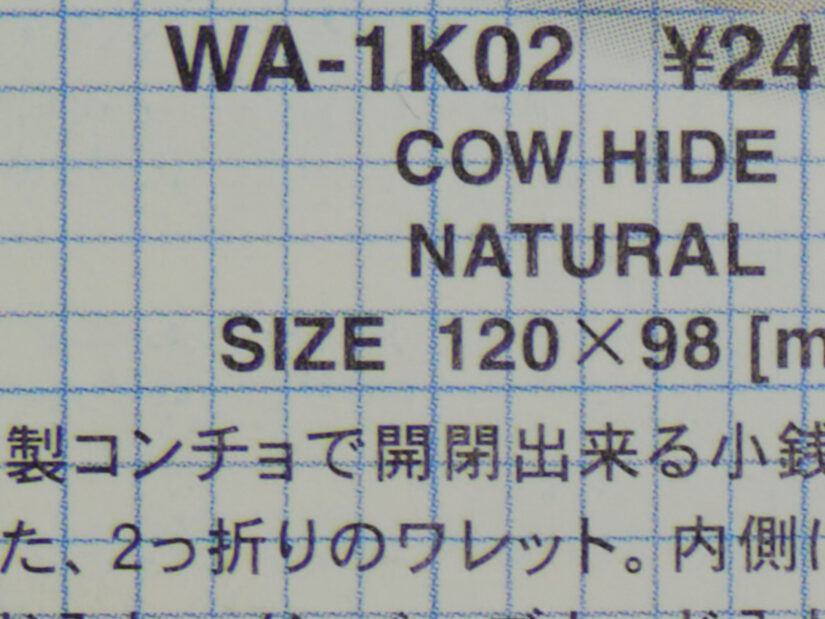 WA-1K02 ¥24
COW HIDE
NATURAL
SIZE 120×98 [m
製コンチョで開閉出来る小銭
た、2つ折りのワレット。内側